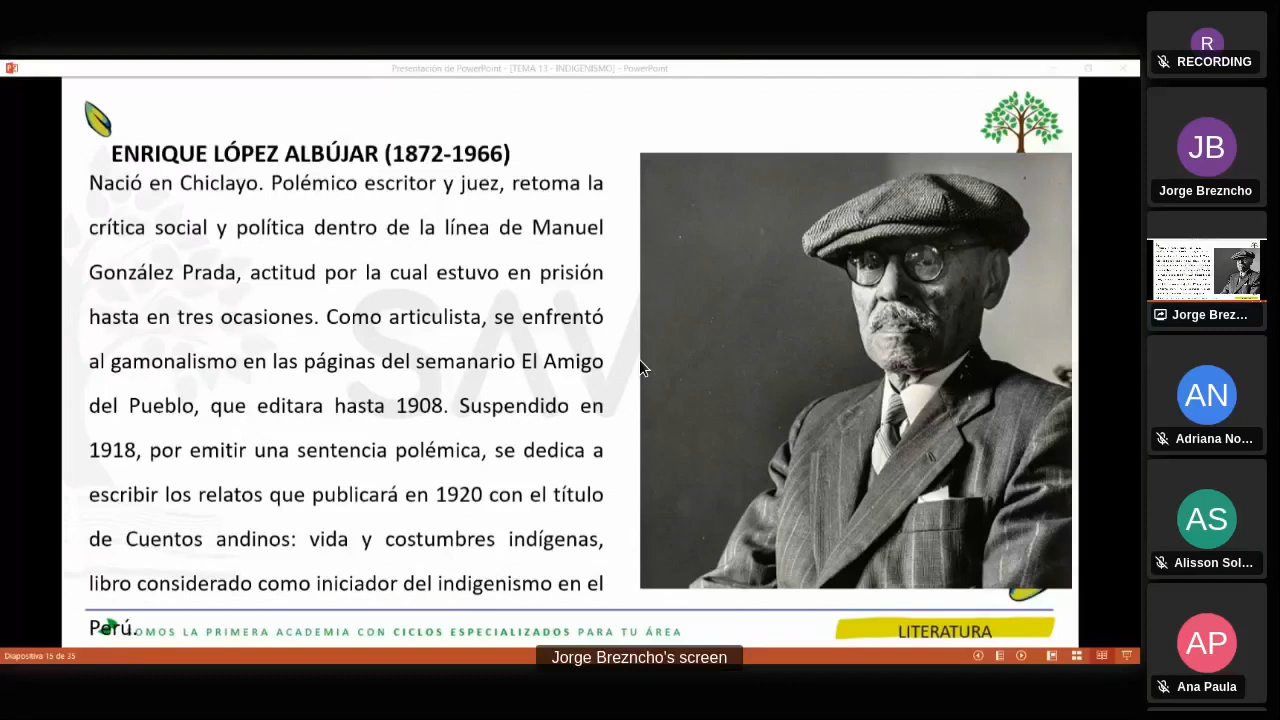 Presentación de PowerPoint - [TEMA 13 - INDIGENISMO] - PowerPoint
ENRIQUE LÓPEZ ALBÚJAR (1872-1966)
Nació en Chiclayo. Polémico escritor y juez, retoma la
crítica social y política dentro de la línea de Manuel
González Prada, actitud por la cual estuvo en prisión
hasta en tres ocasiones. Como articulista, se enfrentó
al gamonalismo en las páginas del semanario El Amigo
del Pueblo, que editara hasta 1908. Suspendido en
1918, por emitir una sentencia polémica, se dedica a
escribir los relatos que publicará en 1920 con el título
de Cuentos andinos: vida y costumbres indígenas,
libro considerado como iniciador del indigenismo en el
Perú.
SOMOS LA PRIMERA ACADEMIA CON CICLOS ESPECIALIZADOS PARA TU ÁREA
LITERATURA
Diapositiva 15 de 35
Jorge Brezncho's screen
R
RECORDING
JB
Jorge Brezncho
Jorge Brez...
AN
Adriana No...
AS
Alisson Sol...
AP
Ana Paula